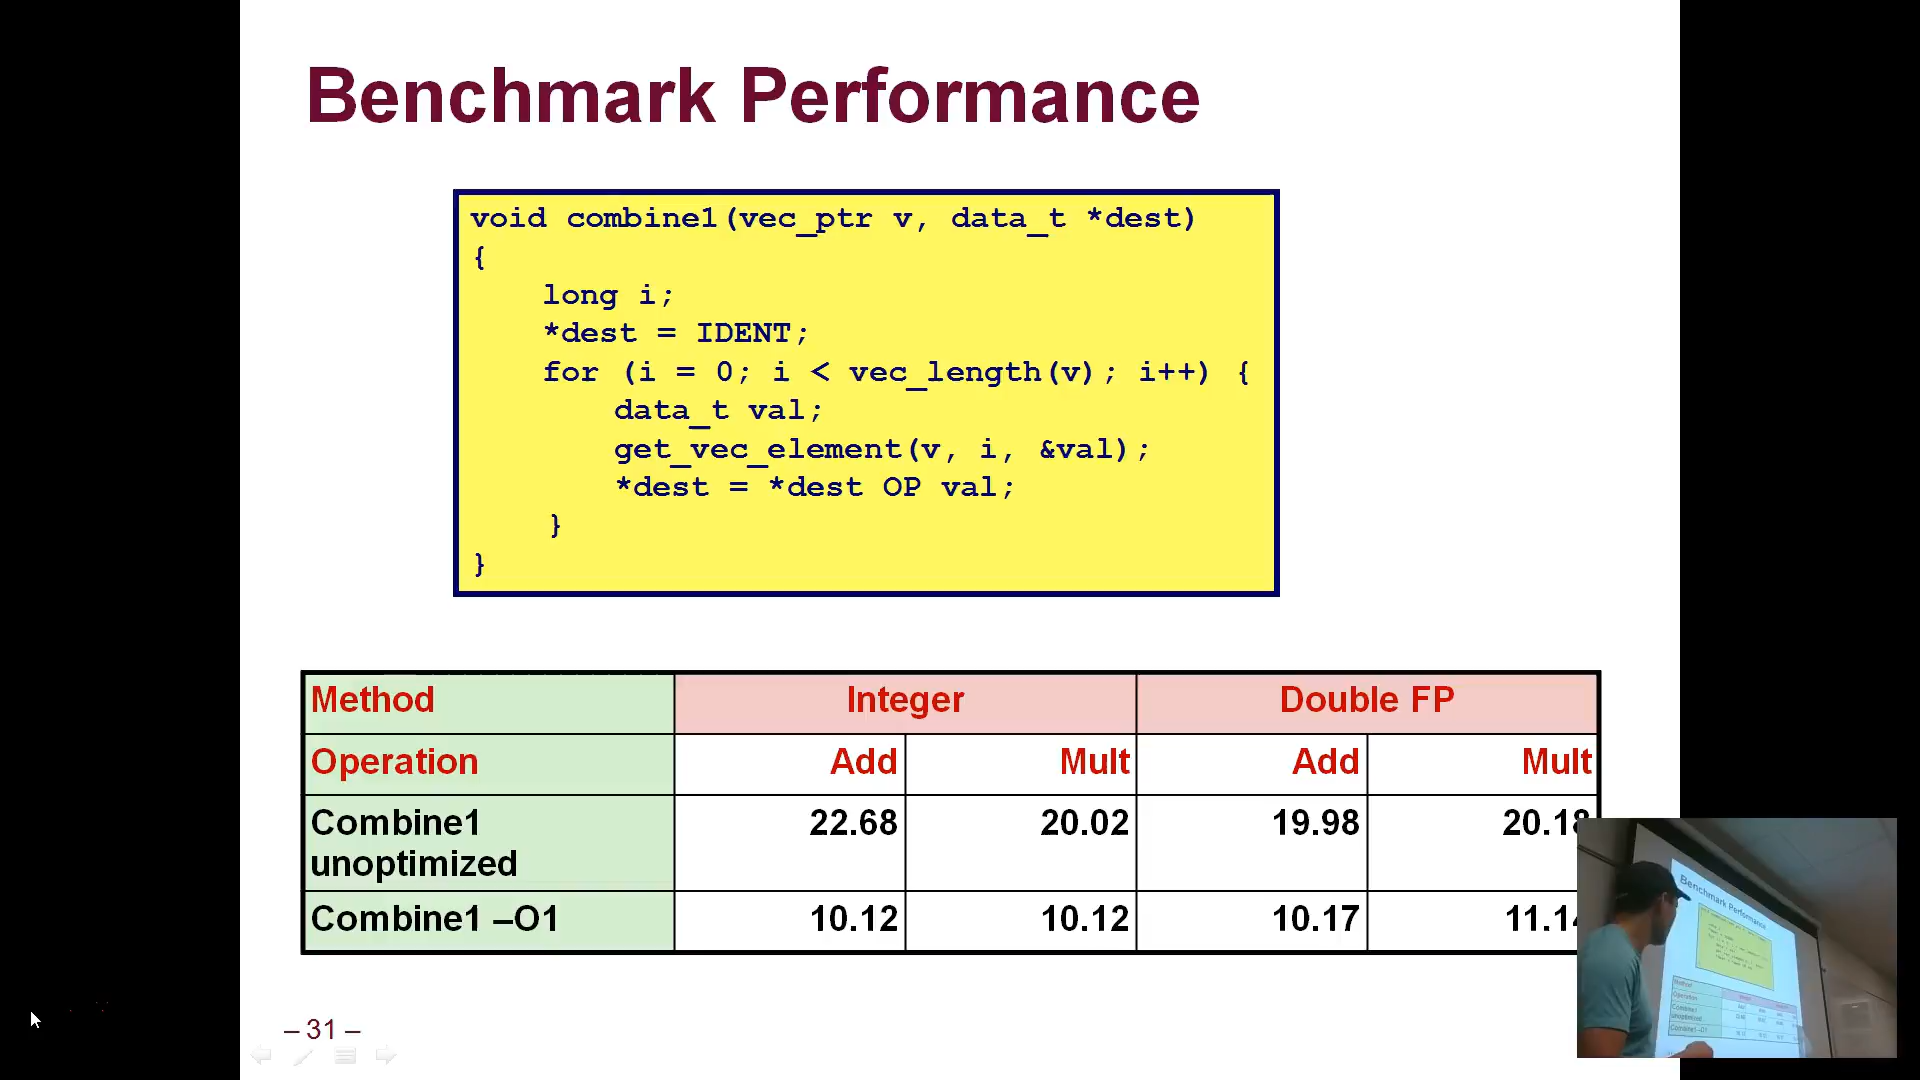 Benchmark Performance
void combine1(vec_ptr v, data_t *dest)
{
long i;
*dest = IDENT;
for (i = 0; i < vec_length(v); i++) {
data_t val;
get_vec_element(v, i, &val);
*dest = *dest OP val;
}
}
Method Integer Double FP
Operation Add Mult Add Mult
Combine1 unoptimized 22.68 20.02 19.98 20.18
Combine1 –O1 10.12 10.12 10.17 11.14
– 31 –
Benchmark Performance